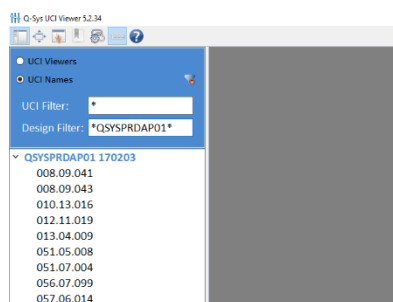 Q-Sys UCI Viewer 5.2.34
UCI Viewers
UCI Names
UCI Filter: *
Design Filter: *QSYSPRDAP01*
QSYSPRDAP01 170203
008.09.041
008.09.043
010.13.016
012.11.019
013.04.009
051.05.008
051.07.004
056.07.099
057.06.014